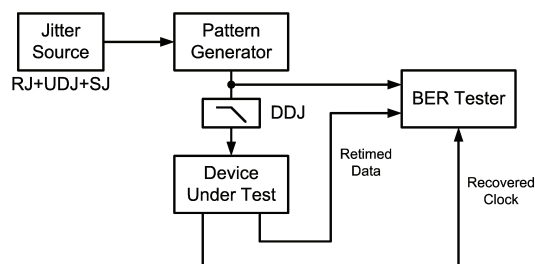 Jitter
Source
RJ+UDJ+SJ
Pattern
Generator
DDJ
BER Tester
Device
Under Test
Retimed
Data
Recovered
Clock